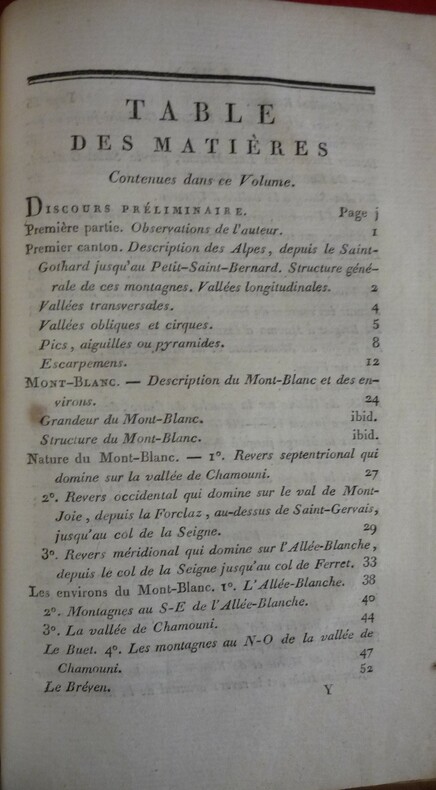 TABLE
DES MATIÈRES
Contenues dans ce Volume.
DISCOURS PRÉLIMINAIRE. Page j
Première partie. Observations de l'auteur. 1
Premier canton. Description des Alpes, depuis le Saint-
Gothard jusqu'au Petit-Saint-Bernard. Structure géné-
rale de ces montagnes. Vallées longitudinales. 2
Vallées transversales. 4
Vallées obliques et cirques. 5
Pics, aiguilles ou pyramides. 8
Escarpemens. 12
MONT-BLANC. — Description du Mont-Blanc et des en-
virons. 24
Grandeur du Mont-Blanc. ibid.
Structure du Mont-Blanc. ibid.
Nature du Mont-Blanc. — 1°. Revers septentrional qui
domine sur la vallée de Chamouni. 27
2°. Revers occidental qui domine sur le val de Mont-
Joie, depuis la Forclaz, au-dessus de Saint-Gervais,
jusqu'au col de la Seigne. 29
3°. Revers méridional qui domine sur l'Allée-Blanche,
depuis le col de la Seigne jusqu'au col de Ferret. 33
Les environs du Mont-Blanc. 1°. L'Allée-Blanche. 38
2°. Montagnes au S-E de l'Allée-Blanche. 40
3°. La vallée de Chamouni. 44
Le Buet. 4°. Les montagnes au N-O de la vallée de
Chamouni. 47
Le Bréven. 52
Y